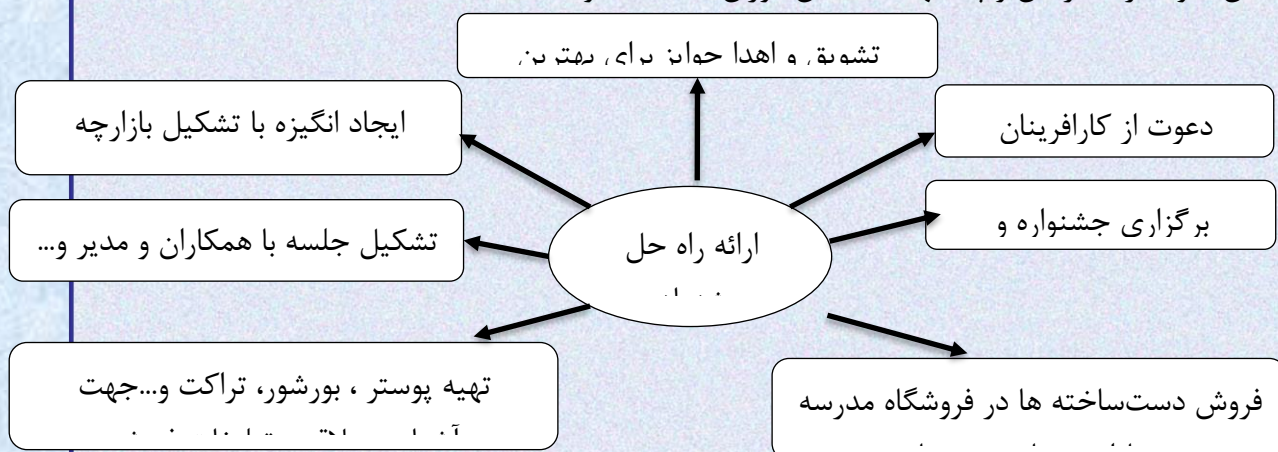 تشویق و اهدا جوایز برای بهترین
ایجاد انگیزه با تشکیل بازارچه
دعوت از کارافرینان
برگزاری جشنواره و
تشکیل جلسه با همکاران و مدیر و...
ارائه راه حل
تهیه پوستر ، بورشور، تراکت و...جهت
فروش دست‌ساخته ها در فروشگاه مدرسه